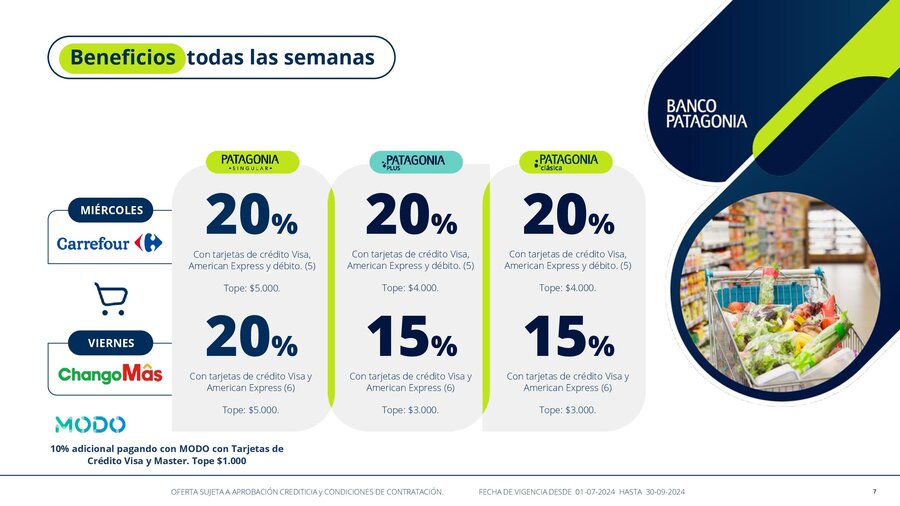 Beneficios todas las semanas
BANCO
PATAGONIA
PATAGONIA
•SINGULAR•
PATAGONIA
PLUS
PATAGONIA
clásica
MIÉRCOLES
Carrefour
20%
Con tarjetas de crédito Visa,
American Express y débito. (5)
Tope: $5.000.
20%
Con tarjetas de crédito Visa,
American Express y débito. (5)
Tope: $4.000.
20%
Con tarjetas de crédito Visa,
American Express y débito. (5)
Tope: $4.000.
VIERNES
ChangoMâs
20%
Con tarjetas de crédito Visa y
American Express (6)
Tope: $5.000.
15%
Con tarjetas de crédito Visa y
American Express (6)
Tope: $3.000.
15%
Con tarjetas de crédito Visa y
American Express (6)
Tope: $3.000.
MODO
10% adicional pagando con MODO con Tarjetas de
Crédito Visa y Master. Tope $1.000
OFERTA SUJETA A APROBACIÓN CREDITICIA y CONDICIONES DE CONTRATACIÓN.
FECHA DE VIGENCIA DESDE 01-07-2024 HASTA 30-09-2024
7